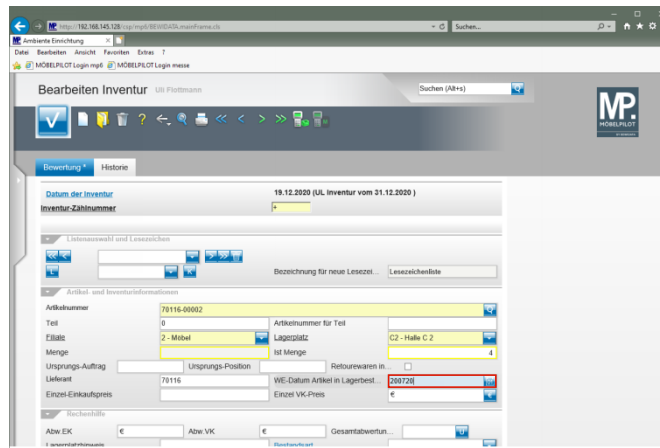 http://192.168.145.128/csp/mp6/BEWIDATA.mainFrame.cls
Suchen...
Ambiente Einrichtung
Datei Bearbeiten Ansicht Favoriten Extras ?
MÖBELPILOT Login mp6 MÖBELPILOT Login messe
Bearbeiten Inventur Uli Flottmann
Suchen (Alt+s)
MP.
MÖBELPILOT
Bewertung * Historie
Datum der Inventur 19.12.2020 (UL Inventur vom 31.12.2020 )
Inventur-Zählnummer +
Listenauswahl und Lesezeichen
L K
Bezeichnung für neue Lesezei... Lesezeichenliste
Artikel- und Inventurinformationen
Artikelnummer 70116-00002
Teil 0 Artikelnummer für Teil
Filiale 2 - Möbel Lagerplatz C2 - Halle C 2
Menge Ist Menge 4
Ursprungs-Auftrag Ursprungs-Position Retourewaren in...
Lieferant 70116 WE-Datum Artikel in Lagerbest... 200720
Einzel-Einkaufspreis Einzel VK-Preis €
Rechenhilfe
Abw.EK € Abw.VK € Gesamtabwertun... U
Lagerplatzhinweis Bestandsart